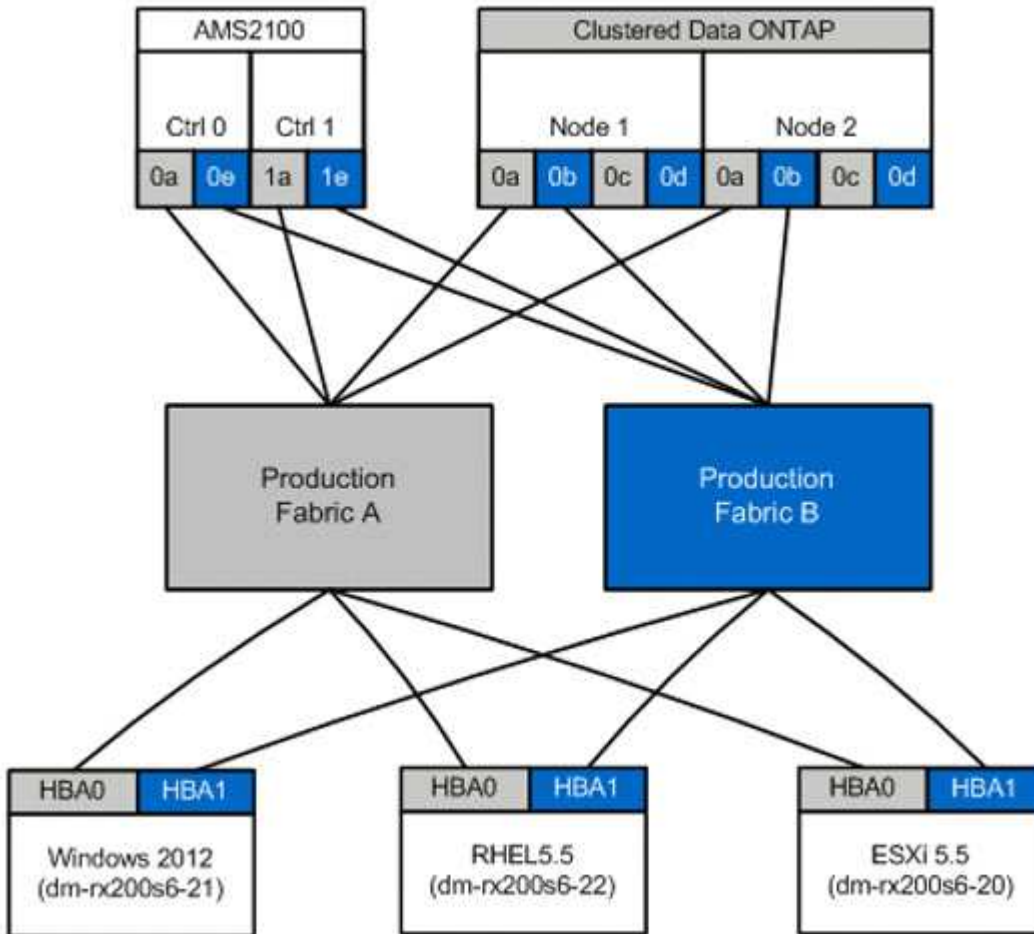 AMS2100
Clustered Data ONTAP
Ctrl 0
Ctrl 1
Node 1
Node 2
0a
0e
1a
1e
0a
0b
0c
0d
0a
0b
0c
0d
Production
Fabric A
Production
Fabric B
HBA0
HBA1
HBA0
HBA1
HBA0
HBA1
Windows 2012
(dm-rx200s6-21)
RHEL5.5
(dm-rx200s6-22)
ESXi 5.5
(dm-rx200s6-20)